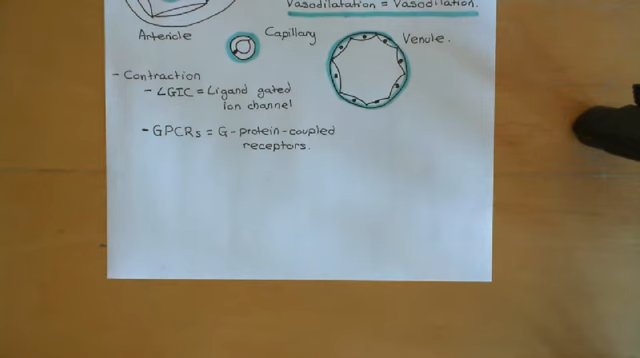 Vasodilatation = Vasodilation.
Arteriole
Capillary
Venule.
- Contraction
- LGIC = Ligand gated
ion channel
- GPCRs = G-protein-coupled
receptors.